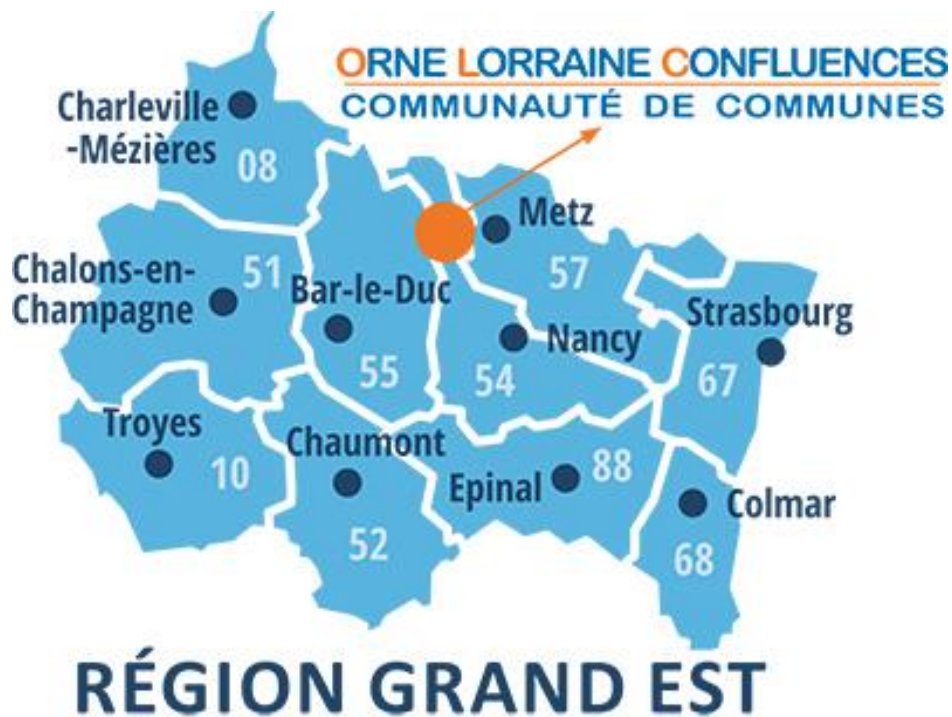 ORNE LORRAINE CONFLUENCES
COMMUNAUTÉ DE COMMUNES
Charleville
-Mézières
08
Metz
Chalons-en-
Champagne
51
Bar-le-Duc
57
Strasbourg
Nancy
55
54
67
Troyes
Chaumont
10
Epinal
88
Colmar
52
68
RÉGION GRAND EST